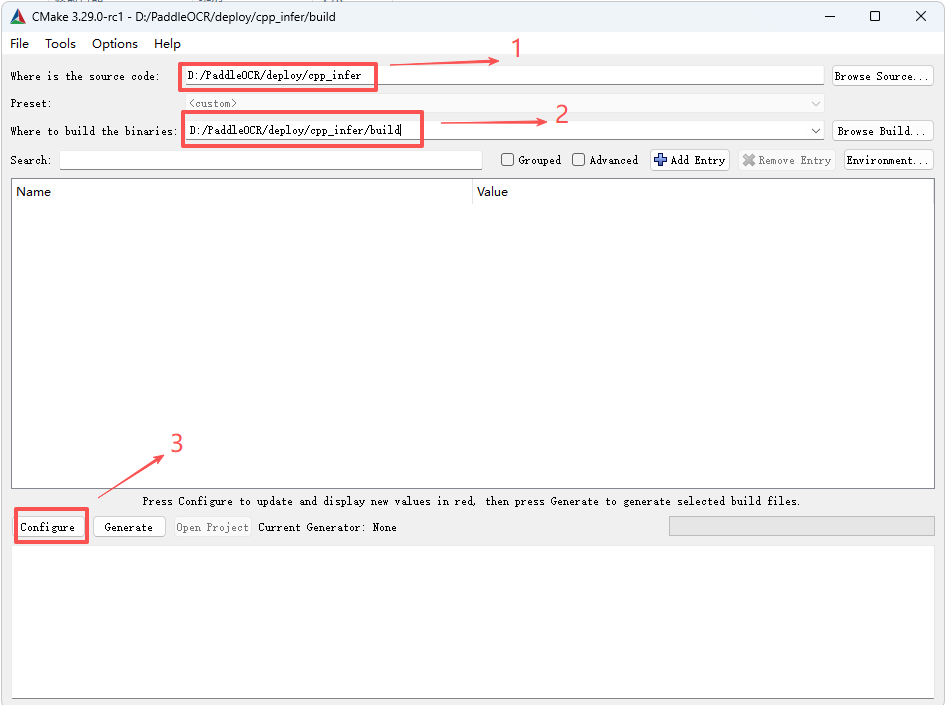 CMake 3.29.0-rc1 - D:/PaddleOCR/deploy/cpp_infer/build
File Tools Options Help
1
Where is the source code: D:/PaddleOCR/deploy/cpp_infer Browse Source...
Preset: <custom>
2
Where to build the binaries: D:/PaddleOCR/deploy/cpp_infer/build Browse Build...
Search: Grouped Advanced Add Entry Remove Entry Environment...
Name Value
3
Press Configure to update and display new values in red, then press Generate to generate selected build files.
Configure Generate Open Project Current Generator: None